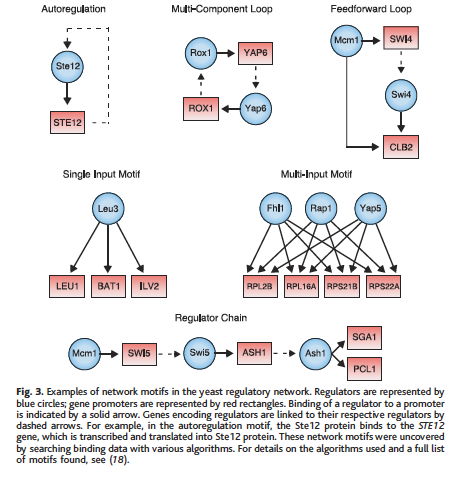 Autoregulation
Multi-Component Loop
Feedforward Loop
Ste12
STE12
Rox1
YAP6
ROX1
Yap6
Mcm1
SWI4
Swi4
CLB2
Single Input Motif
Multi-Input Motif
Leu3
LEU1
BAT1
ILV2
Fhl1
Rap1
Yap5
RPL2B
RPL16A
RPS21B
RPS22A
Regulator Chain
Mcm1
SWI5
Swi5
ASH1
Ash1
SGA1
PCL1
Fig. 3. Examples of network motifs in the yeast regulatory network. Regulators are represented by
blue circles; gene promoters are represented by red rectangles. Binding of a regulator to a promoter
is indicated by a solid arrow. Genes encoding regulators are linked to their respective regulators by
dashed arrows. For example, in the autoregulation motif, the Ste12 protein binds to the STE12
gene, which is transcribed and translated into Ste12 protein. These network motifs were uncovered
by searching binding data with various algorithms. For details on the algorithms used and a full list
of motifs found, see (18).